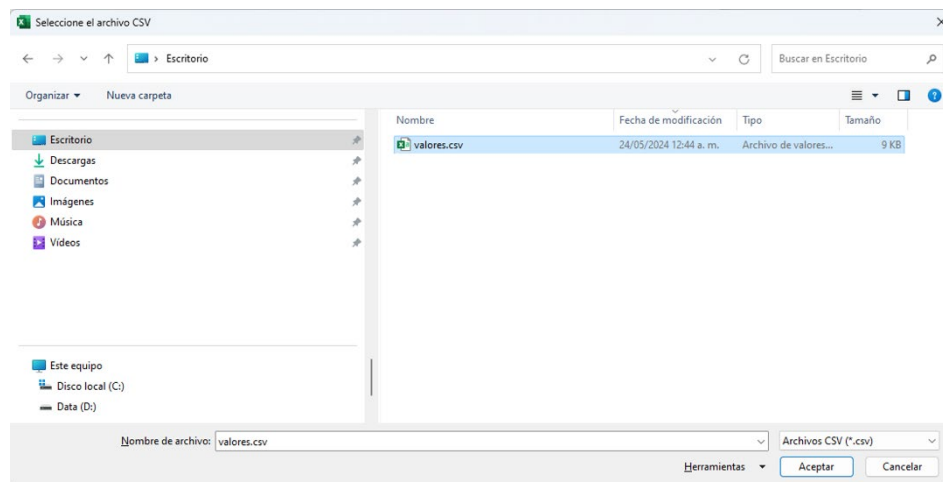 Seleccione el archivo CSV
Escritorio
Buscar en Escritorio
Organizar
Nueva carpeta
Nombre
Fecha de modificación
Tipo
Tamaño
Escritorio
Descargas
Documentos
Imágenes
Música
Vídeos
valores.csv
24/05/2024 12:44 a. m.
Archivo de valores...
9 KB
Este equipo
Disco local (C:)
Data (D:)
Nombre de archivo:
valores.csv
Archivos CSV (*.csv)
Herramientas
Aceptar
Cancelar